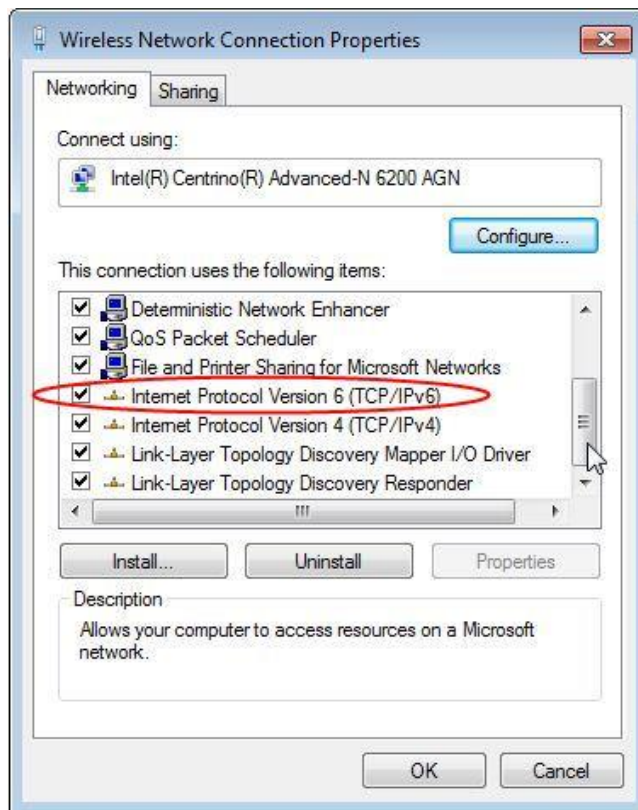 Wireless Network Connection Properties
Networking
Sharing
Connect using:
Intel(R) Centrino(R) Advanced-N 6200 AGN
Configure...
This connection uses the following items:
Deterministic Network Enhancer
QoS Packet Scheduler
File and Printer Sharing for Microsoft Networks
Internet Protocol Version 6 (TCP/IPv6)
Internet Protocol Version 4 (TCP/IPv4)
Link-Layer Topology Discovery Mapper I/O Driver
Link-Layer Topology Discovery Responder
Install...
Uninstall
Properties
Description
Allows your computer to access resources on a Microsoft
network.
OK
Cancel